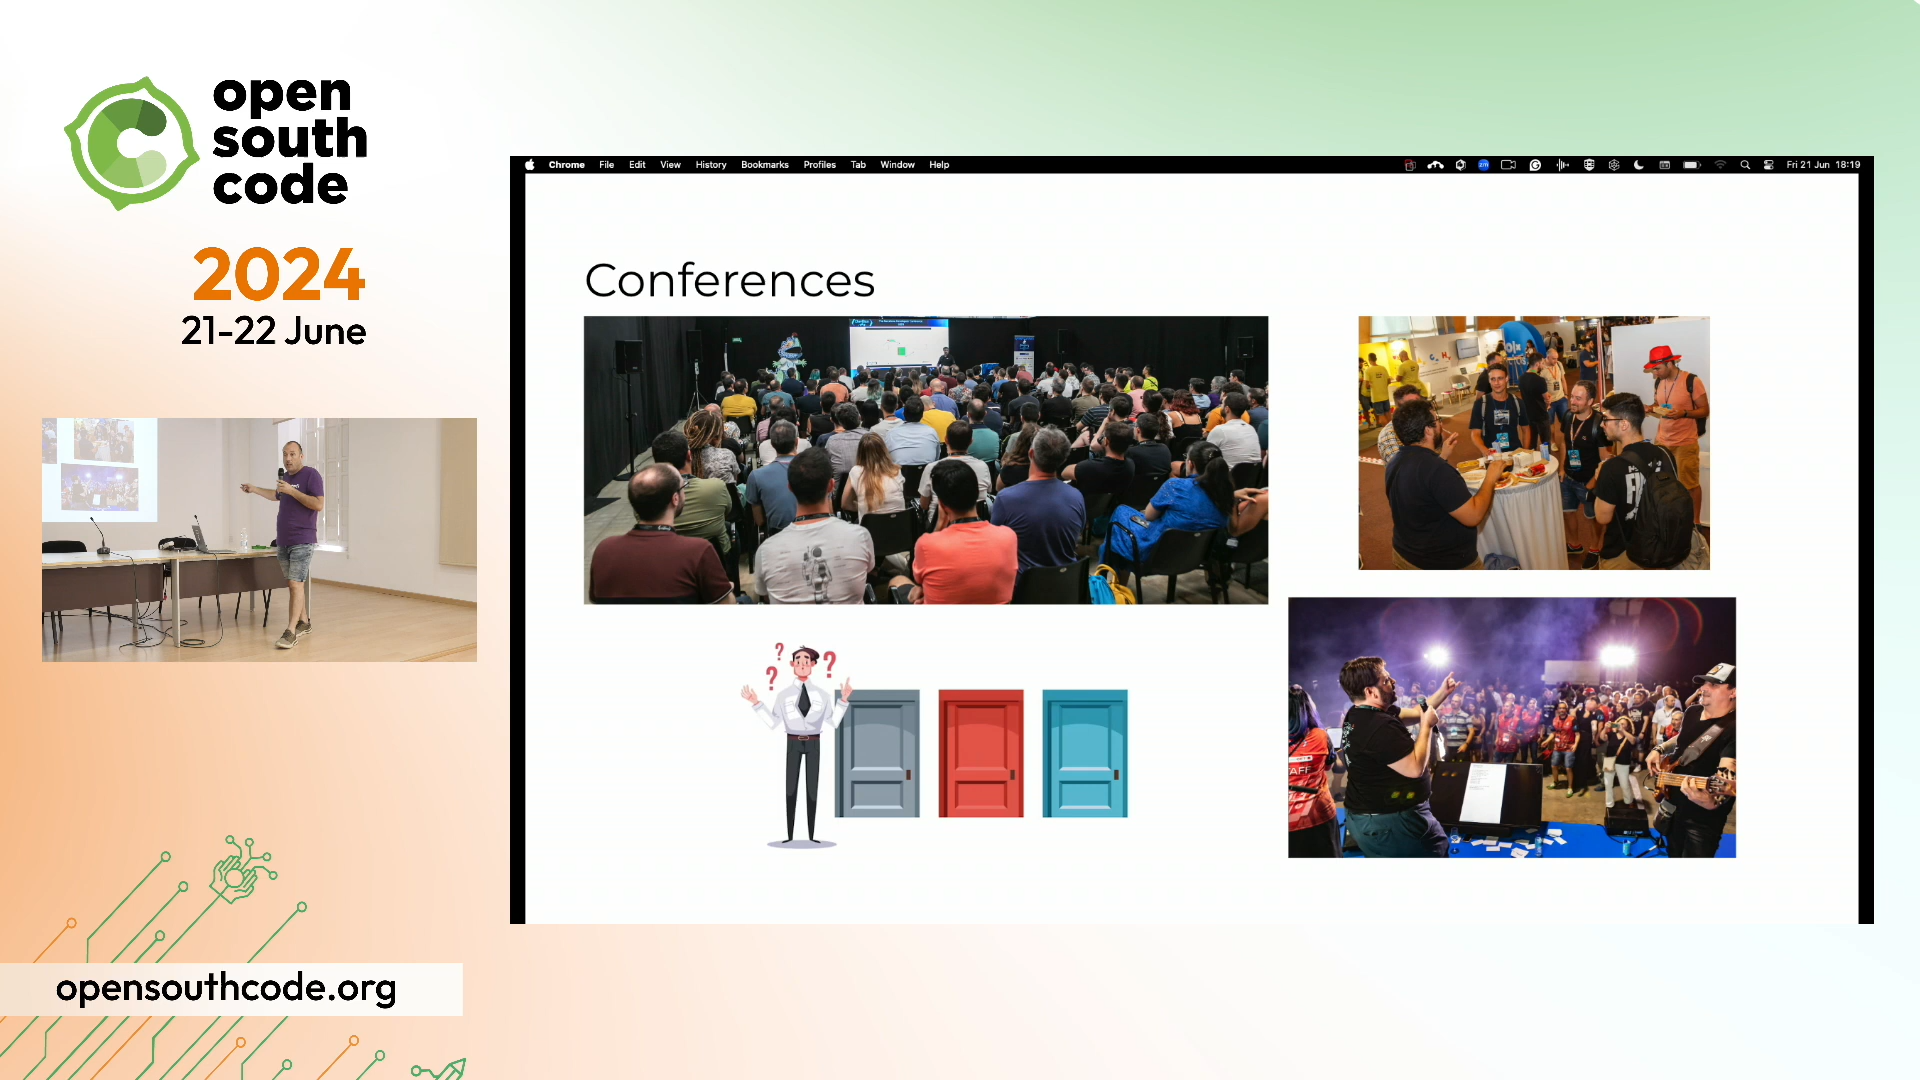 open
south
code
2024
21-22 June
opensouthcode.org
Chrome File Edit View History Bookmarks Profiles Tab Window Help
Fri 21 Jun 18:19
Conferences
? ? ?